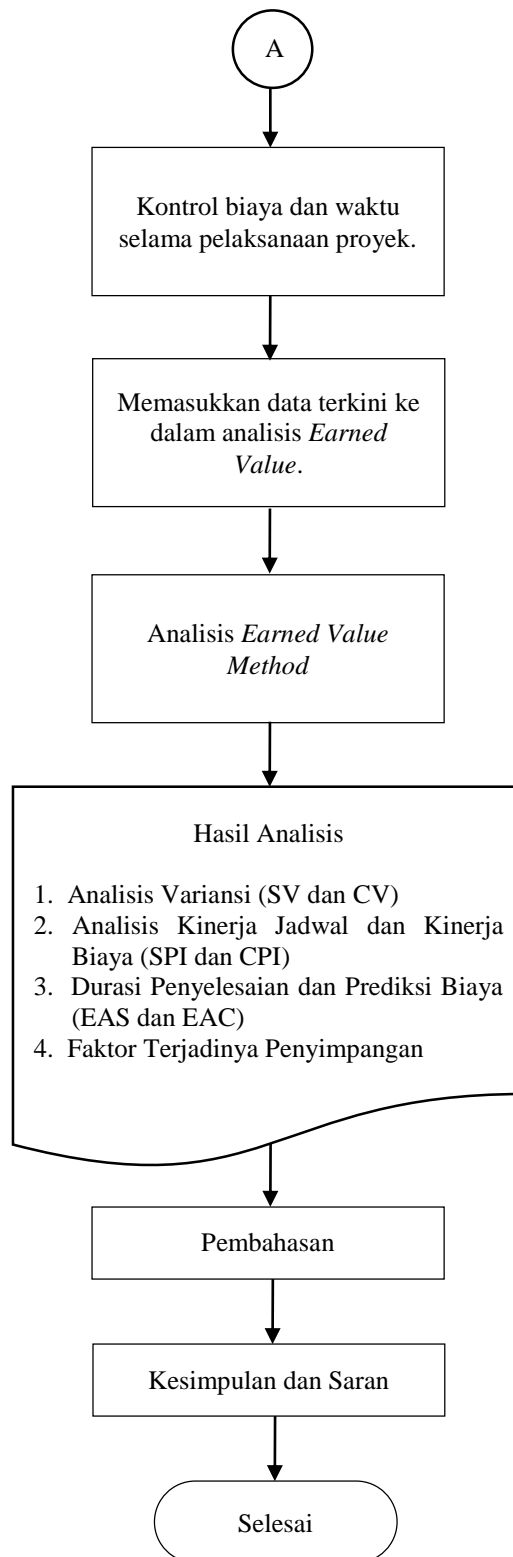 A
Kontrol biaya dan waktu
selama pelaksanaan proyek.
Memasukkan data terkini ke
dalam analisis Earned
Value.
Analisis Earned Value
Method
Hasil Analisis
1. Analisis Variansi (SV dan CV)
2. Analisis Kinerja Jadwal dan Kinerja
Biaya (SPI dan CPI)
3. Durasi Penyelesaian dan Prediksi Biaya
(EAS dan EAC)
4. Faktor Terjadinya Penyimpangan
Pembahasan
Kesimpulan dan Saran
Selesai